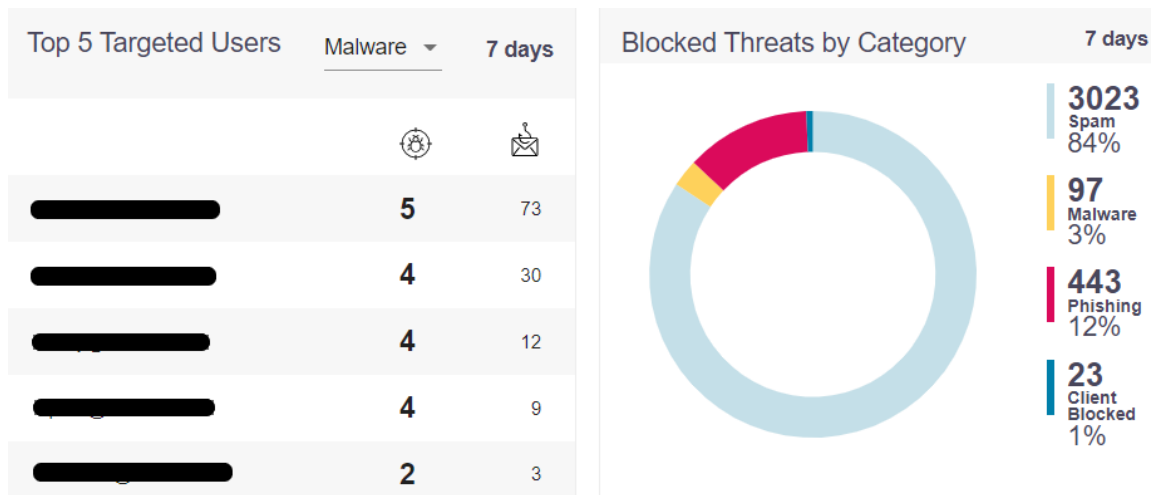 Top 5 Targeted Users
Malware
7 days
5
73
4
30
4
12
4
9
2
3
Blocked Threats by Category
7 days
3023
Spam
84%
97
Malware
3%
443
Phishing
12%
23
Client
Blocked
1%